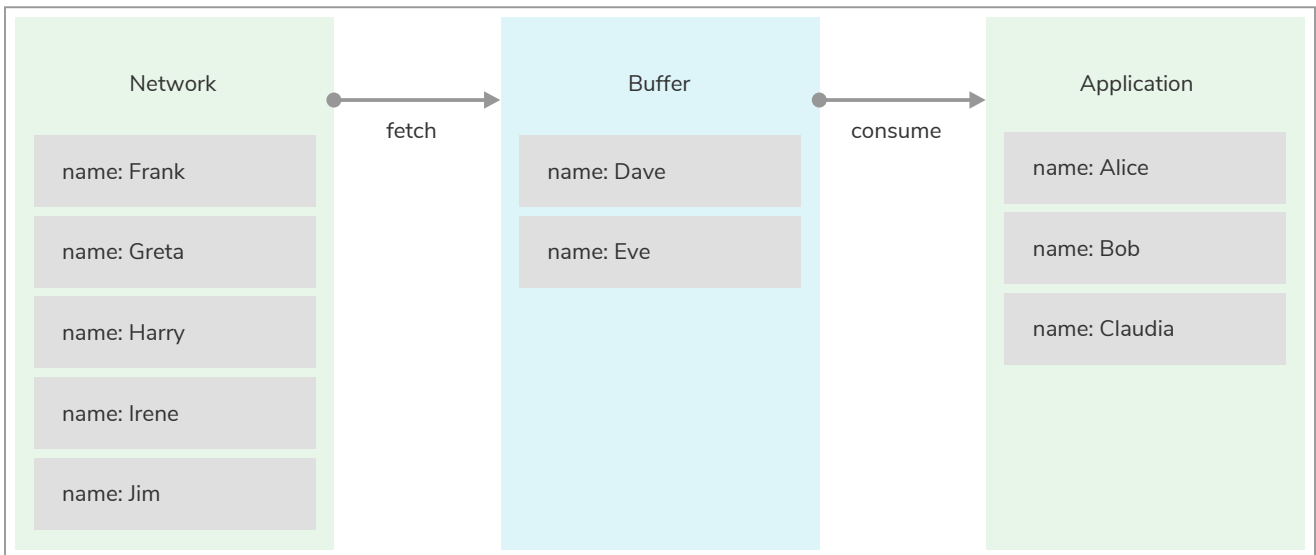 Network
fetch
Buffer
consume
Application
name: Frank
name: Greta
name: Harry
name: Irene
name: Jim
name: Dave
name: Eve
name: Alice
name: Bob
name: Claudia